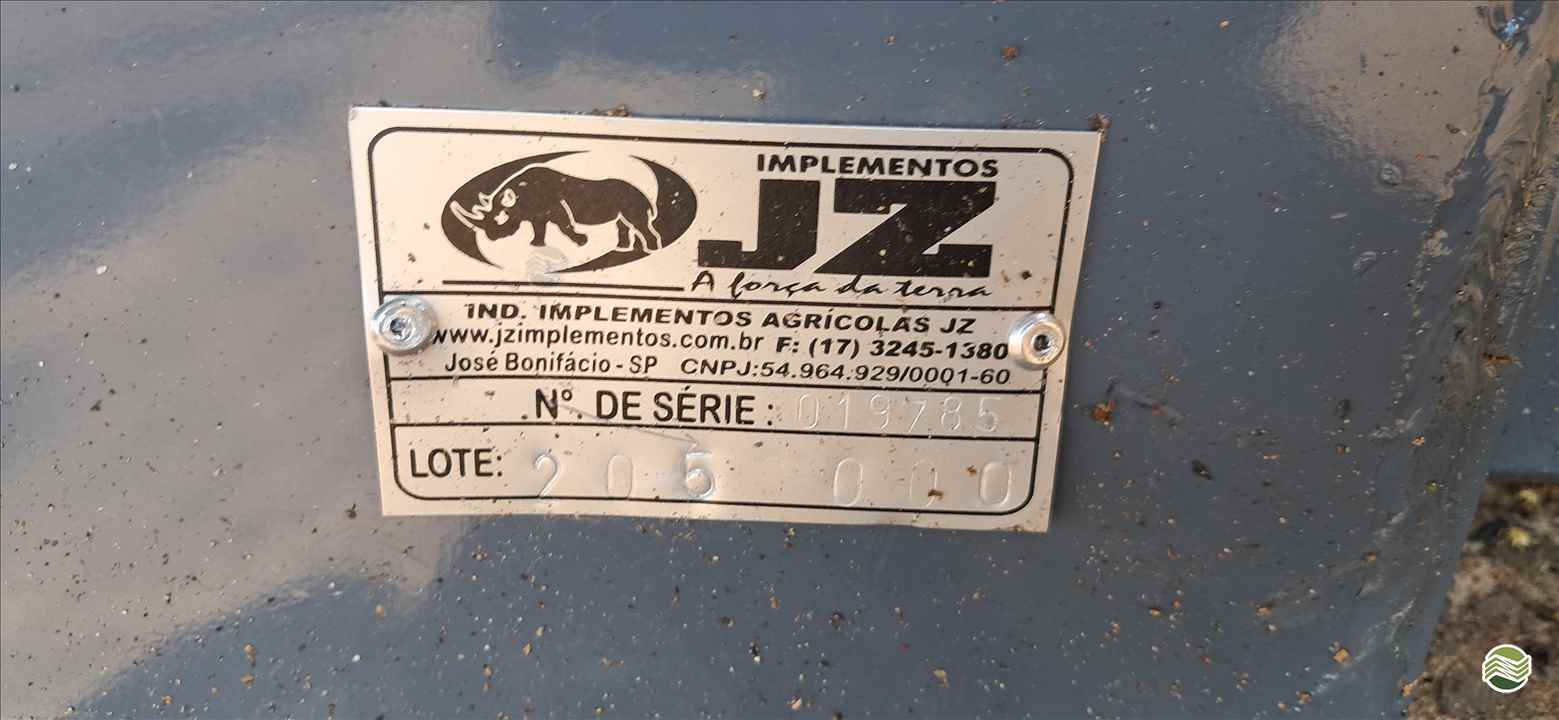 IMPLEMENTOS
JZ
A força da terra
IND. IMPLEMENTOS AGRÍCOLAS JZ
www.jzimplementos.com.br F: (17) 3245-1380
José Bonifácio - SP CNPJ:54.964.929/0001-60
.Nº. DE SÉRIE: 019785
LOTE: 205 000